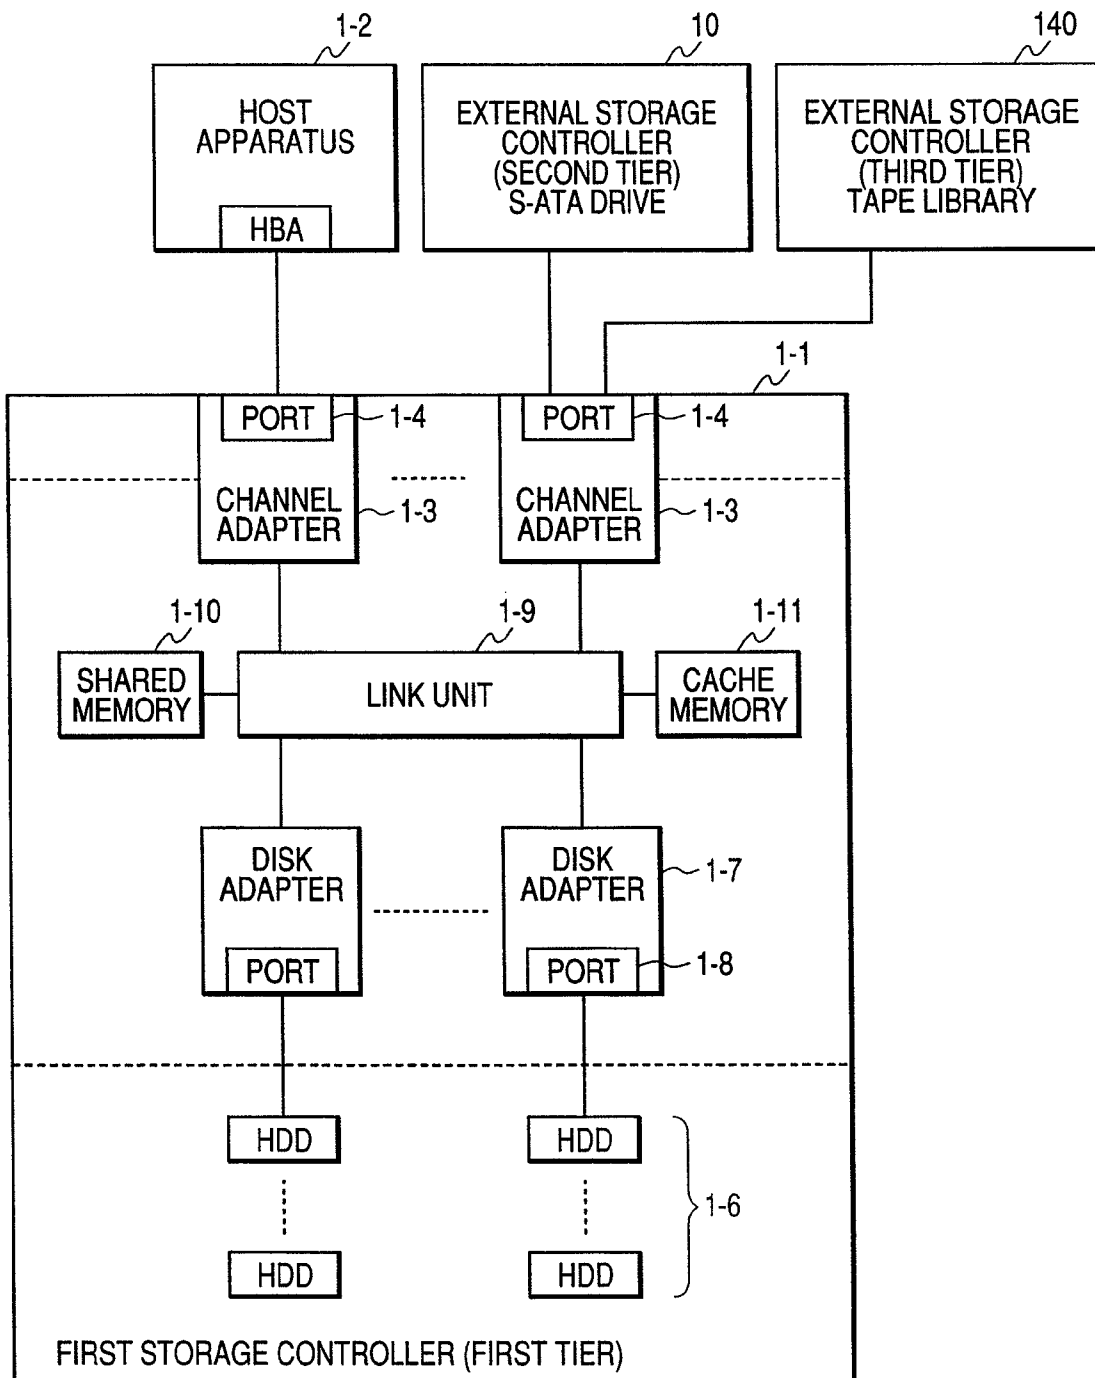 1-2
10
140
HOST
APPARATUS
HBA
EXTERNAL STORAGE
CONTROLLER
(SECOND TIER)
S-ATA DRIVE
EXTERNAL STORAGE
CONTROLLER
(THIRD TIER)
TAPE LIBRARY
1-1
PORT
1-4
PORT
1-4
CHANNEL
ADAPTER
1-3
CHANNEL
ADAPTER
1-3
1-10
1-9
1-11
SHARED
MEMORY
LINK UNIT
CACHE
MEMORY
DISK
ADAPTER
DISK
ADAPTER
1-7
PORT
PORT
1-8
HDD
HDD
1-6
HDD
HDD
FIRST STORAGE CONTROLLER (FIRST TIER)